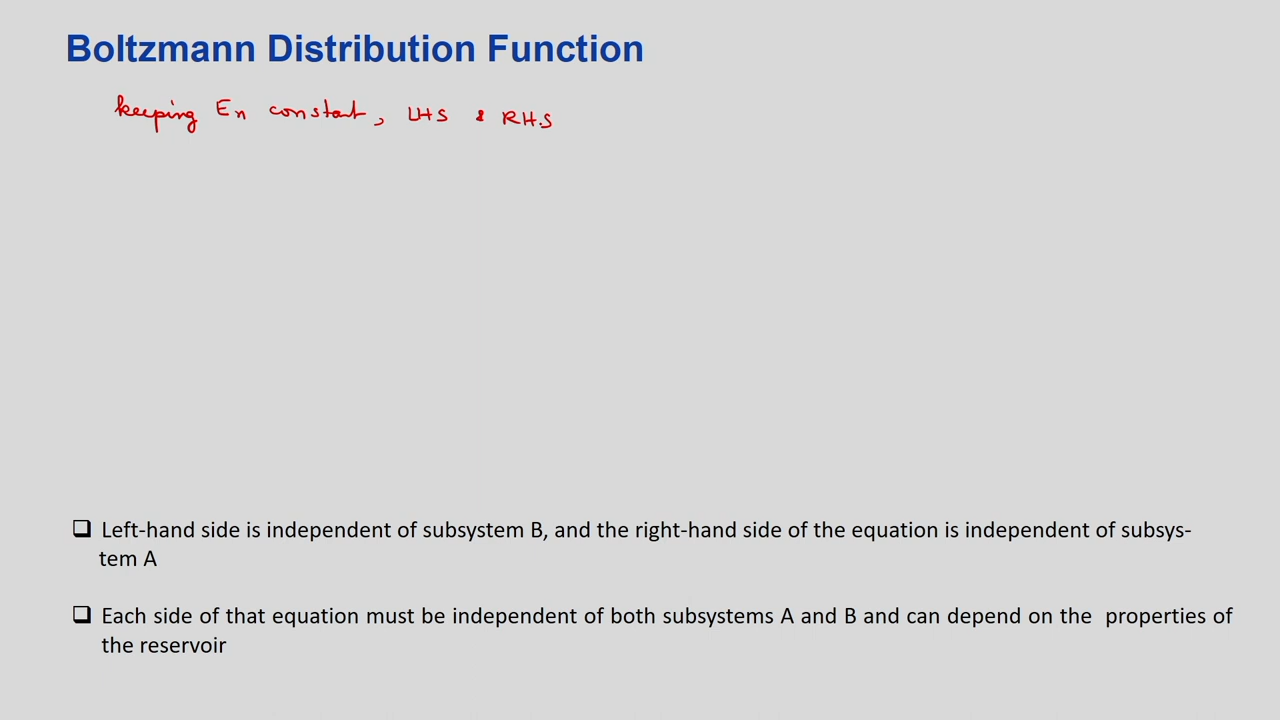 Boltzmann Distribution Function
keeping En constant, LHS & RH.S
❑ Left-hand side is independent of subsystem B, and the right-hand side of the equation is independent of subsys-
tem A
❑ Each side of that equation must be independent of both subsystems A and B and can depend on the properties of
the reservoir